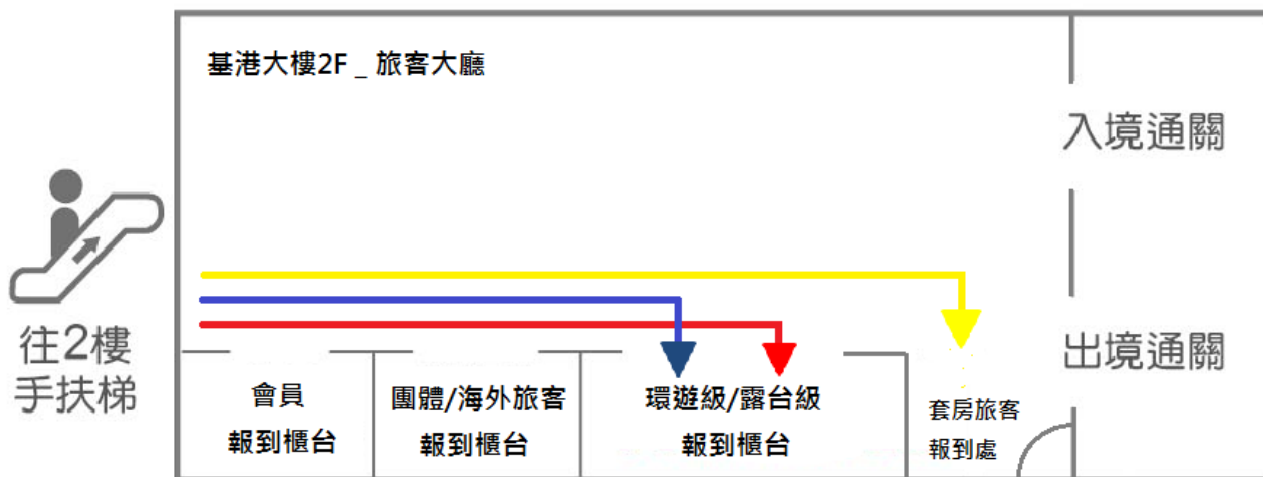 基港大樓2F _ 旅客大廳
入境通關
往2樓
手扶梯
出境通關
會員
報到櫃台
團體/海外旅客
報到櫃台
環遊級/露台級
報到櫃台
套房旅客
報到處